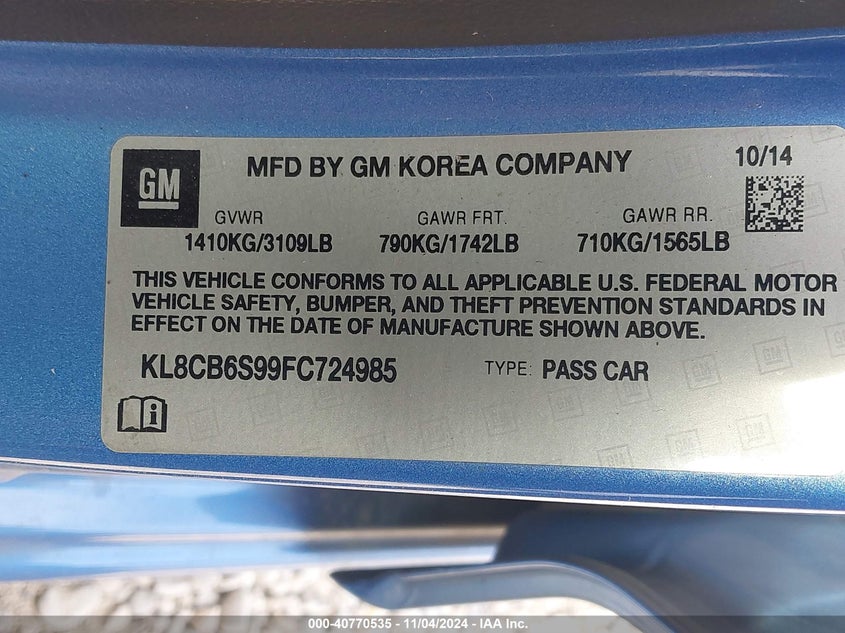 GM
MFD BY GM KOREA COMPANY
10/14
GVWR
GAWR FRT.
GAWR RR.
1410KG/3109LB
790KG/1742LB
710KG/1565LB
THIS VEHICLE CONFORMS TO ALL APPLICABLE U.S. FEDERAL MOTOR
VEHICLE SAFETY, BUMPER, AND THEFT PREVENTION STANDARDS IN
EFFECT ON THE DATE OF MANUFACTURE SHOWN ABOVE.
KL8CB6S99FC724985
TYPE: PASS CAR
i
000-40770535 - 11/04/2024 - IAA Inc.